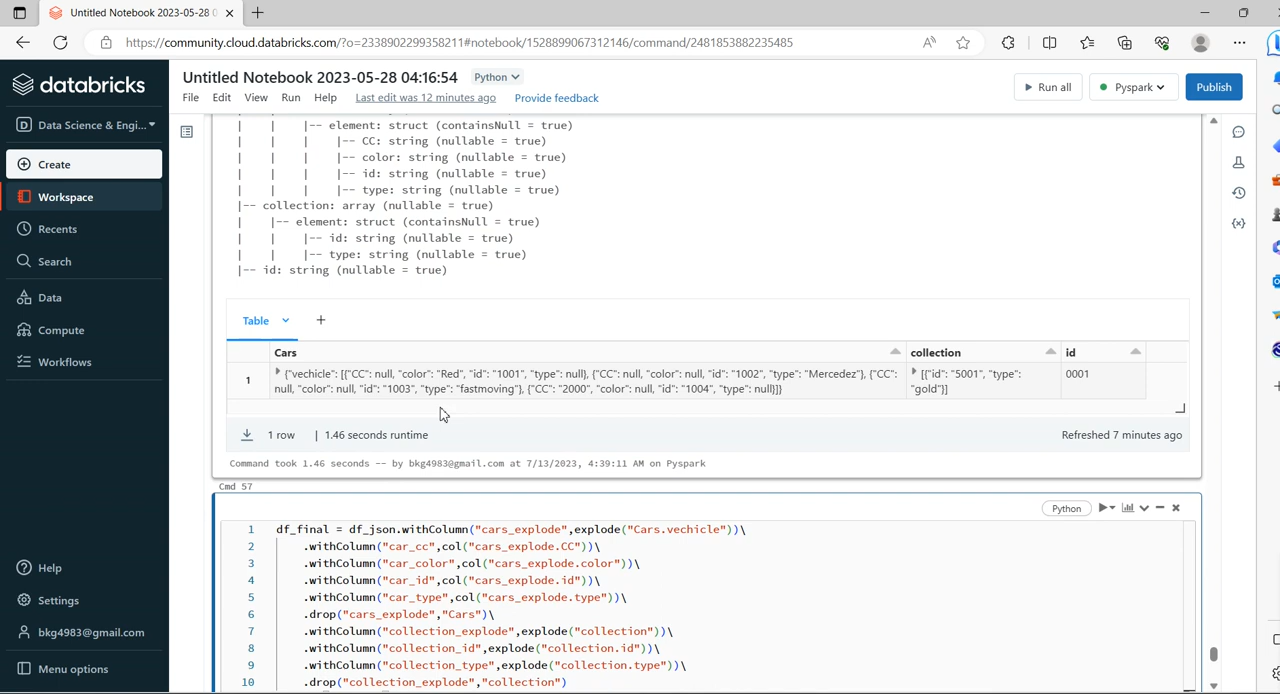 Untitled Notebook 2023-05-28 0
https://community.cloud.databricks.com/?o=2338902299358211#notebook/1528899067312146/command/2481853882235485
databricks
Data Science & Engi...
Create
Workspace
Recents
Search
Data
Compute
Workflows
Help
Settings
bkg4983@gmail.com
Menu options
Untitled Notebook 2023-05-28 04:16:54
Python
File Edit View Run Help Last edit was 12 minutes ago Provide feedback
Run all
Pyspark
Publish
| | |-- element: struct (containsNull = true)
| | | |-- CC: string (nullable = true)
| | | |-- color: string (nullable = true)
| | | |-- id: string (nullable = true)
| | | |-- type: string (nullable = true)
|-- collection: array (nullable = true)
| |-- element: struct (containsNull = true)
| | |-- id: string (nullable = true)
| | |-- type: string (nullable = true)
|-- id: string (nullable = true)
Table +
Cars collection id
1 {"vechicle": [{"CC": null, "color": "Red", "id": "1001", "type": null}, {"CC": null, "color": null, "id": "1002", "type": "Mercedez"}, {"CC": [{"id": "5001", "type": 0001
null, "color": null, "id": "1003", "type": "fastmoving"}, {"CC": "2000", "color": null, "id": "1004", "type": null}]} "gold"}]
1 row | 1.46 seconds runtime Refreshed 7 minutes ago
Command took 1.46 seconds -- by bkg4983@gmail.com at 7/13/2023, 4:39:11 AM on Pyspark
Cmd 57
Python
1 df_final = df_json.withColumn("cars_explode",explode("Cars.vechicle"))\
2 .withColumn("car_cc",col("cars_explode.CC"))\
3 .withColumn("car_color",col("cars_explode.color"))\
4 .withColumn("car_id",col("cars_explode.id"))\
5 .withColumn("car_type",col("cars_explode.type"))\
6 .drop("cars_explode","Cars")\
7 .withColumn("collection_explode",explode("collection"))\
8 .withColumn("collection_id",explode("collection.id"))\
9 .withColumn("collection_type",explode("collection.type"))\
10 .drop("collection_explode","collection")